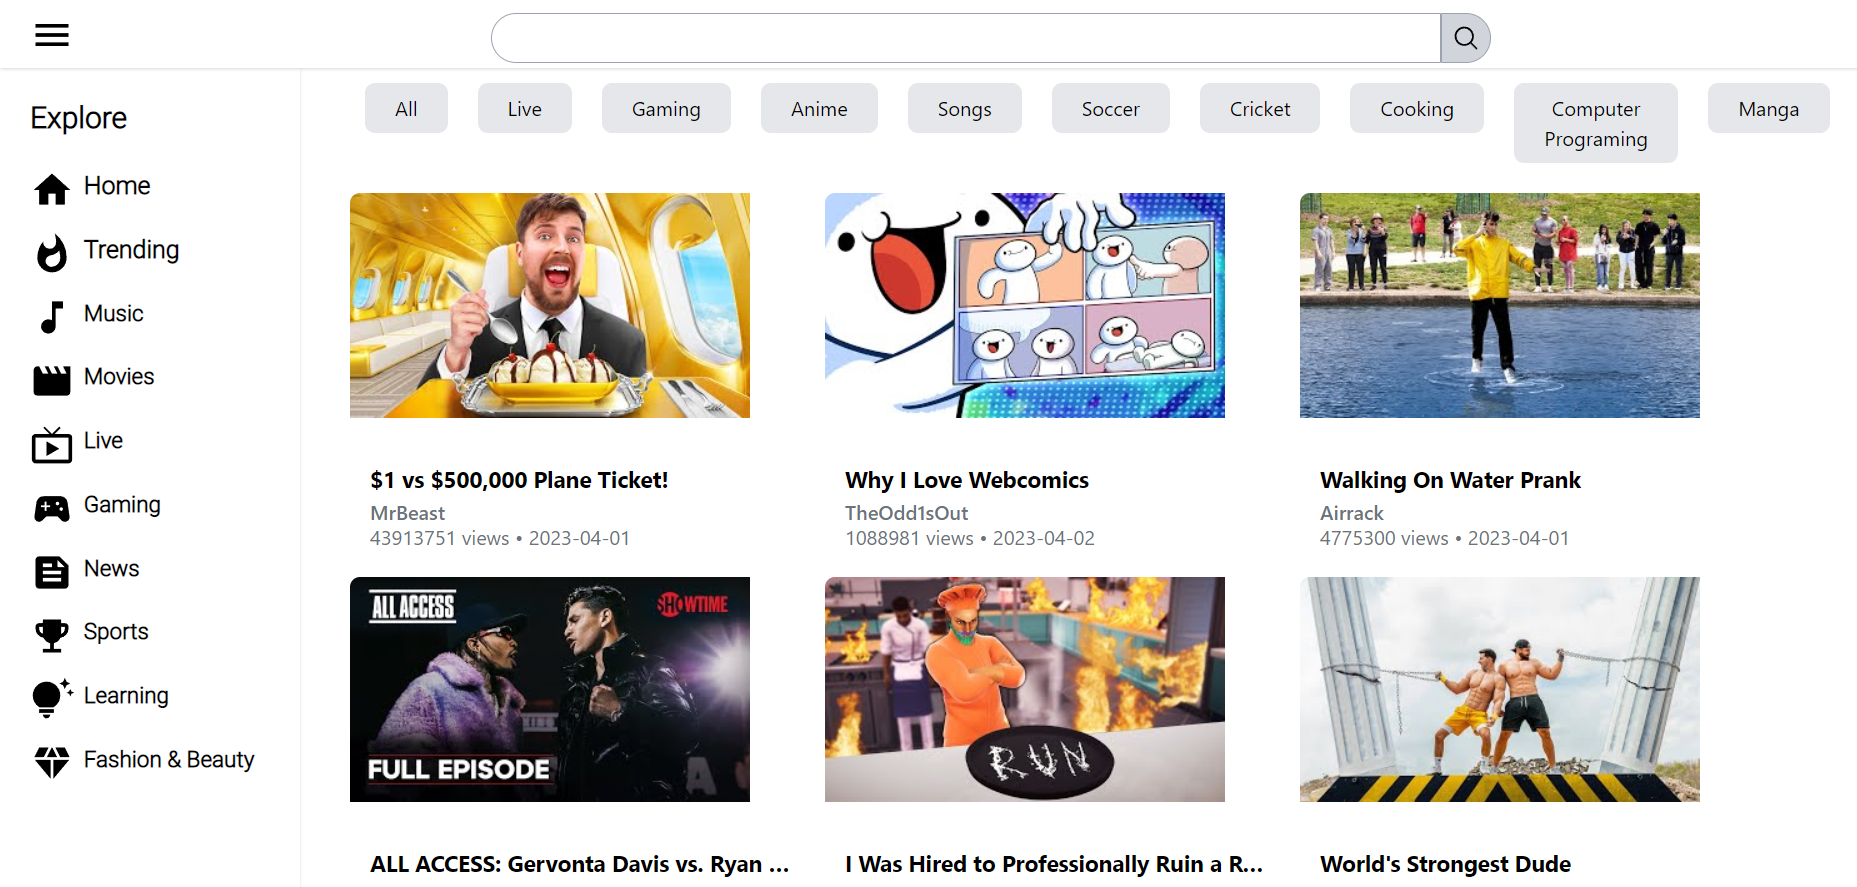 All
Live
Gaming
Anime
Songs
Soccer
Cricket
Cooking
Computer
Programing
Manga
Explore
Home
Trending
Music
Movies
Live
Gaming
News
Sports
Learning
Fashion & Beauty
$1 vs $500,000 Plane Ticket!
MrBeast
43913751 views • 2023-04-01
Why I Love Webcomics
TheOdd1sOut
1088981 views • 2023-04-02
Walking On Water Prank
Airrack
4775300 views • 2023-04-01
ALL ACCESS
SHOWTIME
FULL EPISODE
RUN
ALL ACCESS: Gervonta Davis vs. Ryan ...
I Was Hired to Professionally Ruin a R...
World's Strongest Dude